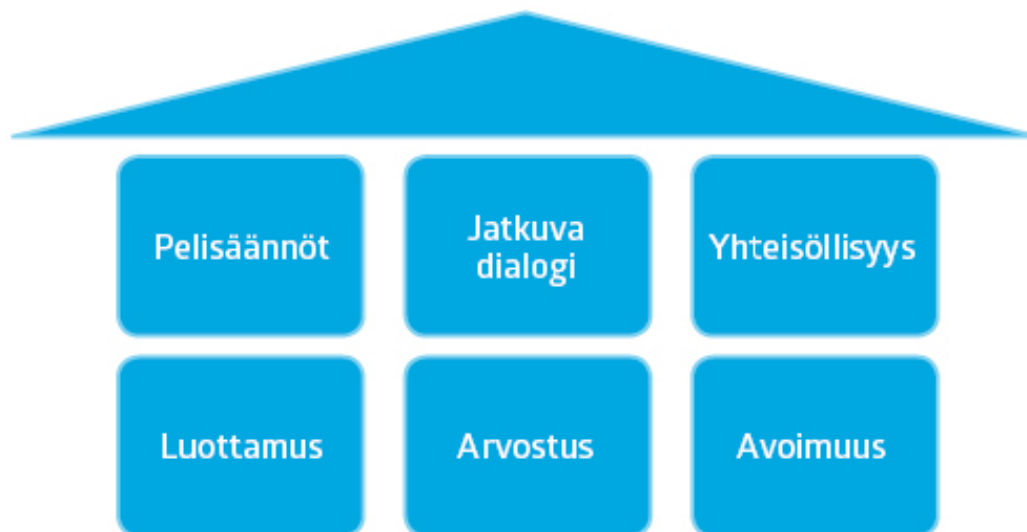 Pelisäännöt
Jatkuva
dialogi
Yhteisöllisyys
Luottamus
Arvostus
Avoimuus